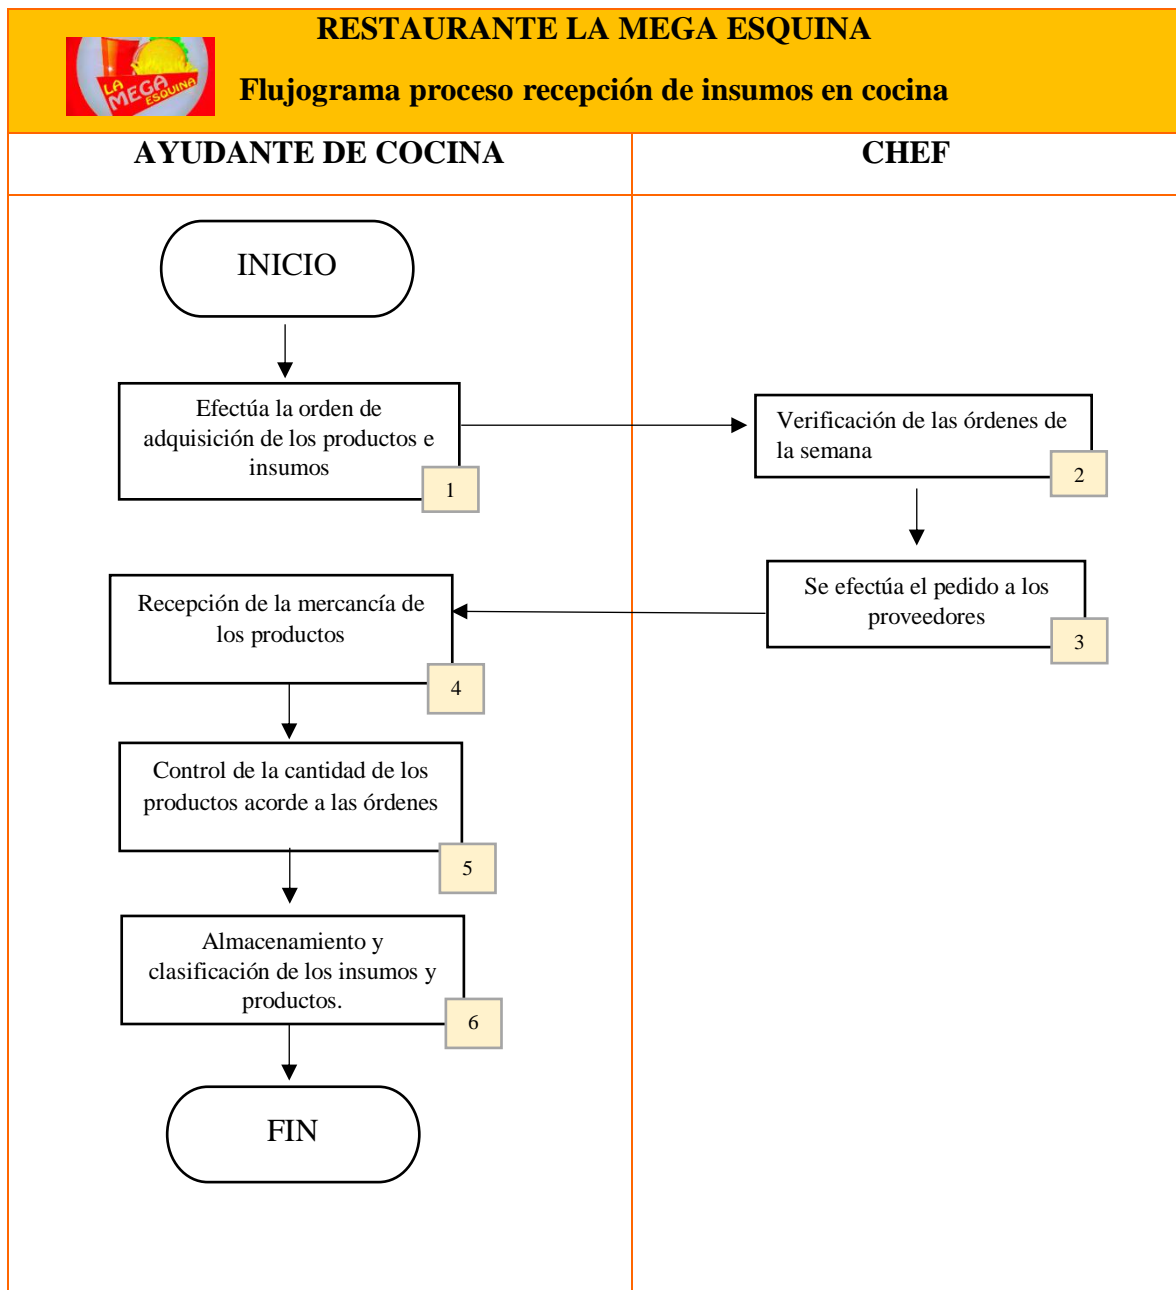 RESTAURANTE LA MEGA ESQUINA
LA
MEGA
ESQUINA
Flujograma proceso recepción de insumos en cocina
AYUDANTE DE COCINA
CHEF
INICIO
Efectúa la orden de
adquisición de los productos e
insumos
1
Verificación de las órdenes de
la semana
2
Se efectúa el pedido a los
proveedores
3
Recepción de la mercancía de
los productos
4
Control de la cantidad de los
productos acorde a las órdenes
5
Almacenamiento y
clasificación de los insumos y
productos.
6
FIN